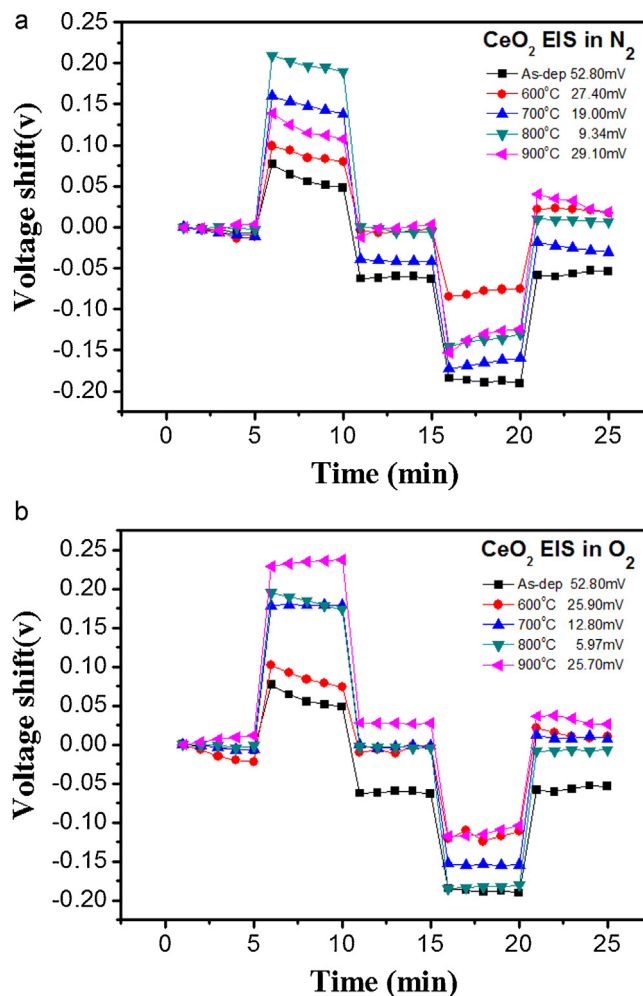 a
CeO2 EIS in N2
As-dep 52.80mV
600°C 27.40mV
700°C 19.00mV
800°C 9.34mV
900°C 29.10mV
Voltage shift(v)
0.25
0.20
0.15
0.10
0.05
0.00
-0.05
-0.10
-0.15
-0.20
0 5 10 15 20 25
Time (min)
b
CeO2 EIS in O2
As-dep 52.80mV
600°C 25.90mV
700°C 12.80mV
800°C 5.97mV
900°C 25.70mV
Voltage shift(v)
0.25
0.20
0.15
0.10
0.05
0.00
-0.05
-0.10
-0.15
-0.20
0 5 10 15 20 25
Time (min)